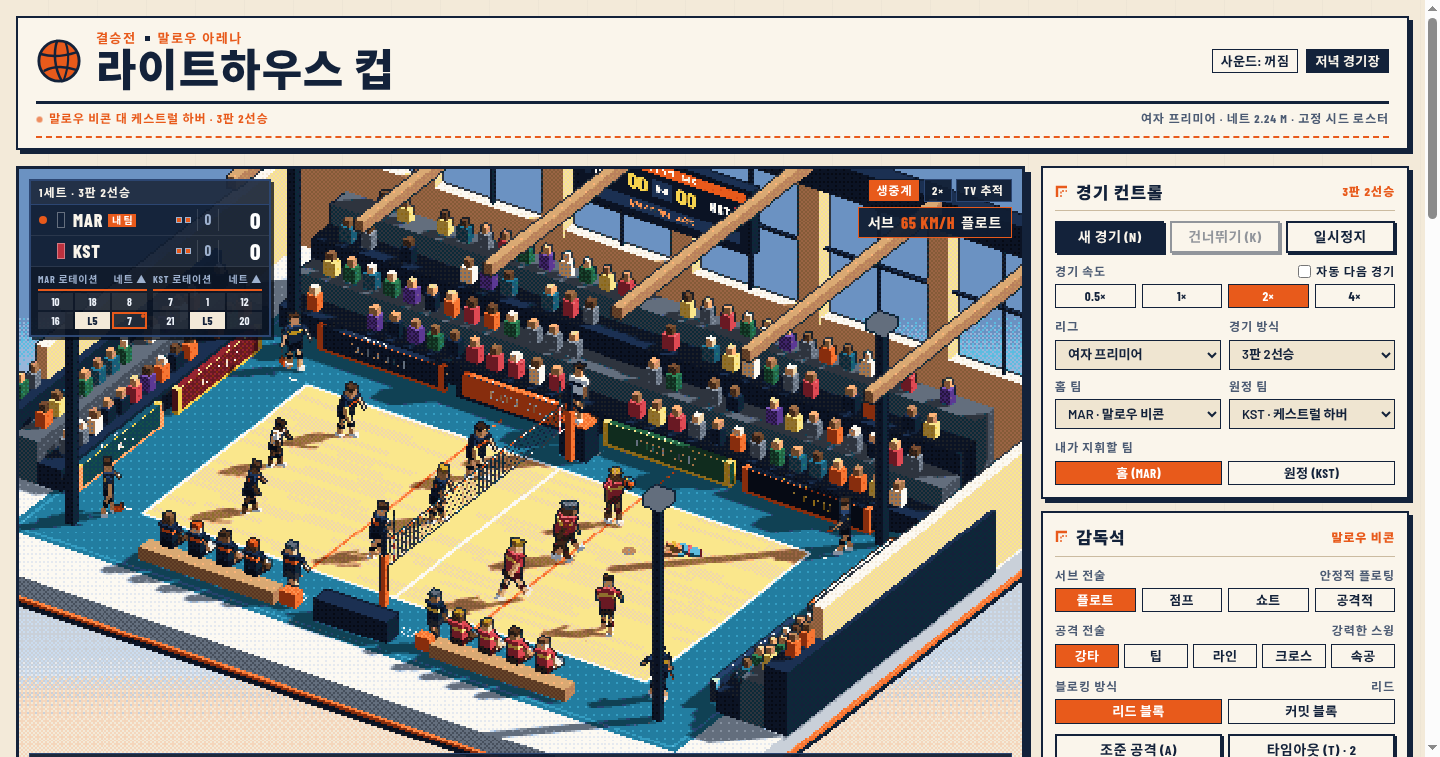 결승전 ▪ 말로우 아레나
라이트하우스 컵
사운드: 꺼짐
저녁 경기장
말로우 비콘 대 케스트럴 하버 · 3판 2선승
여자 프리미어 · 네트 2.24 M · 고정 시드 로스터
1세트 · 3판 2선승
MAR 내 팀 0 0
KST 0 0
MAR 로테이션 네트 ▲ KST 로테이션 네트 ▲
10 18 8 7 1 12
16 L5 7 21 L5 20
생중계 2× TV 추적
서브 65 KM/H 플로트
00 00
경기 컨트롤
3판 2선승
새 경기 (N)
건너뛰기 (K)
일시정지
경기 속도
자동 다음 경기
0.5× 1× 2× 4×
리그
경기 방식
여자 프리미어
3판 2선승
홈 팀
원정 팀
MAR · 말로우 비콘
KST · 케스트럴 하버
내가 지휘할 팀
홈 (MAR)
원정 (KST)
감독석
말로우 비콘
서브 전술
안정적 플로팅
플로트 점프 쇼트 공격적
공격 전술
강력한 스윙
강타 팁 라인 크로스 속공
블로킹 방식
리드
리드 블록
커밋 블록
조준 공격 (A)
타임아웃 (T) · 2